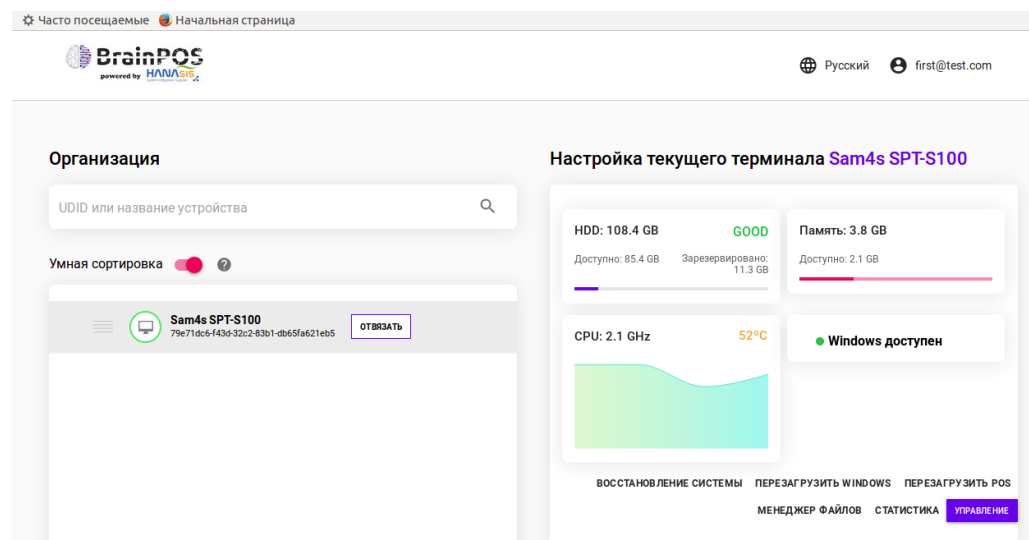 Часто посещаемые Начальная страница
BrainPOS
powered by HANASIS
Русский first@test.com
Организация
UDID или название устройства
Умная сортировка
Sam4s SPT-S100
79e71dc6-f43d-32c2-83b1-db65fa621eb5
ОТВЯЗАТЬ
Настройка текущего терминала Sam4s SPT-S100
HDD: 108.4 GB GOOD
Доступно: 85.4 GB Зарезервировано:
11.3 GB
Память: 3.8 GB
Доступно: 2.1 GB
CPU: 2.1 GHz 52°C
Windows доступен
ВОССТАНОВЛЕНИЕ СИСТЕМЫ ПЕРЕЗАГРУЗИТЬ WINDOWS ПЕРЕЗАГРУЗИТЬ POS
МЕНЕДЖЕР ФАЙЛОВ СТАТИСТИКА УПРАВЛЕНИЕ